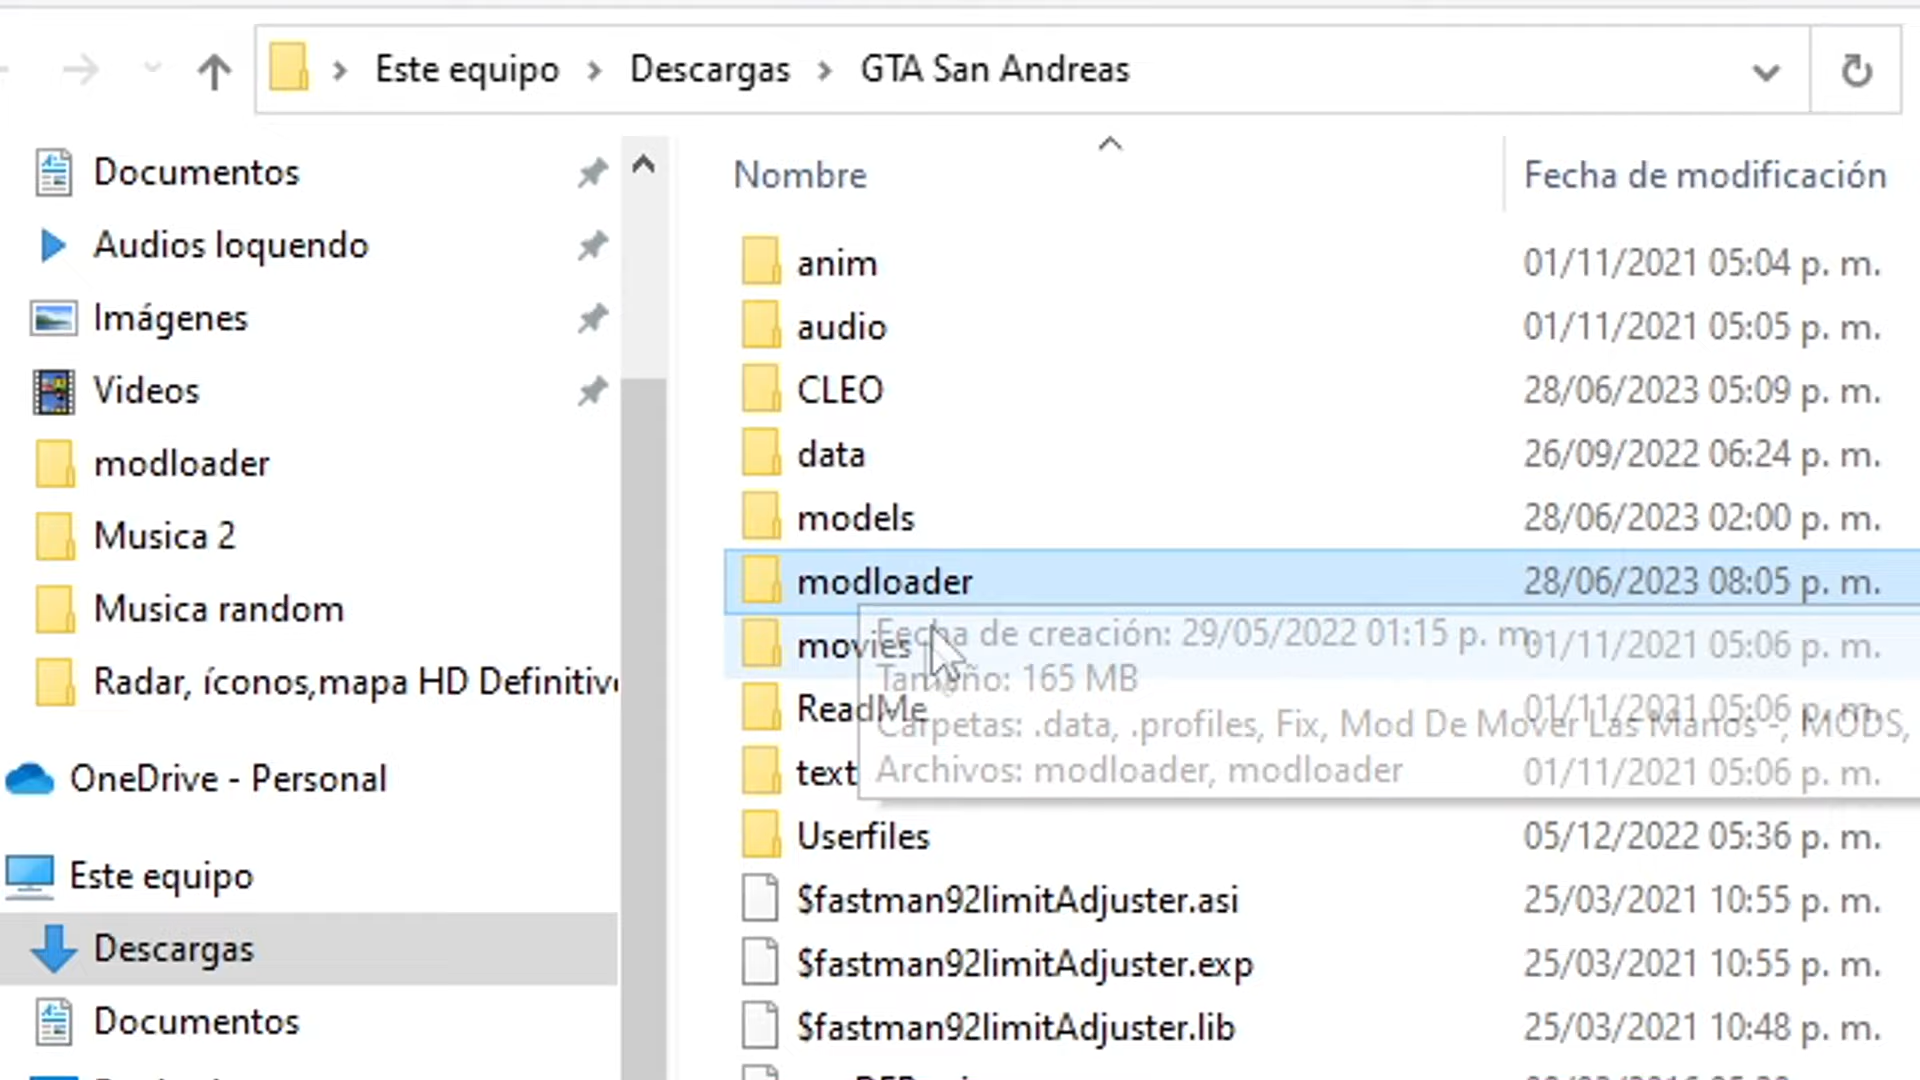 Este equipo > Descargas > GTA San Andreas
Documentos
Audios loquendo
Imágenes
Videos
modloader
Musica 2
Musica random
Radar, íconos,mapa HD Definitiv
OneDrive - Personal
Este equipo
Descargas
Documentos
Nombre Fecha de modificación
anim 01/11/2021 05:04 p. m.
audio 01/11/2021 05:05 p. m.
CLEO 28/06/2023 05:09 p. m.
data 26/09/2022 06:24 p. m.
models 28/06/2023 02:00 p. m.
modloader 28/06/2023 08:05 p. m.
movies 01/11/2021 05:06 p. m.
ReadMe 01/11/2021 05:06 p. m.
text 01/11/2021 05:06 p. m.
Fecha de creación: 29/05/2022 01:15 p. m.
Tamaño: 165 MB
Carpetas: .data, .profiles, Fix, Mod De Mover Las Manos -, MODS,
Archivos: modloader, modloader
Userfiles 05/12/2022 05:36 p. m.
$fastman92limitAdjuster.asi 25/03/2021 10:55 p. m.
$fastman92limitAdjuster.exp 25/03/2021 10:55 p. m.
$fastman92limitAdjuster.lib 25/03/2021 10:48 p. m.